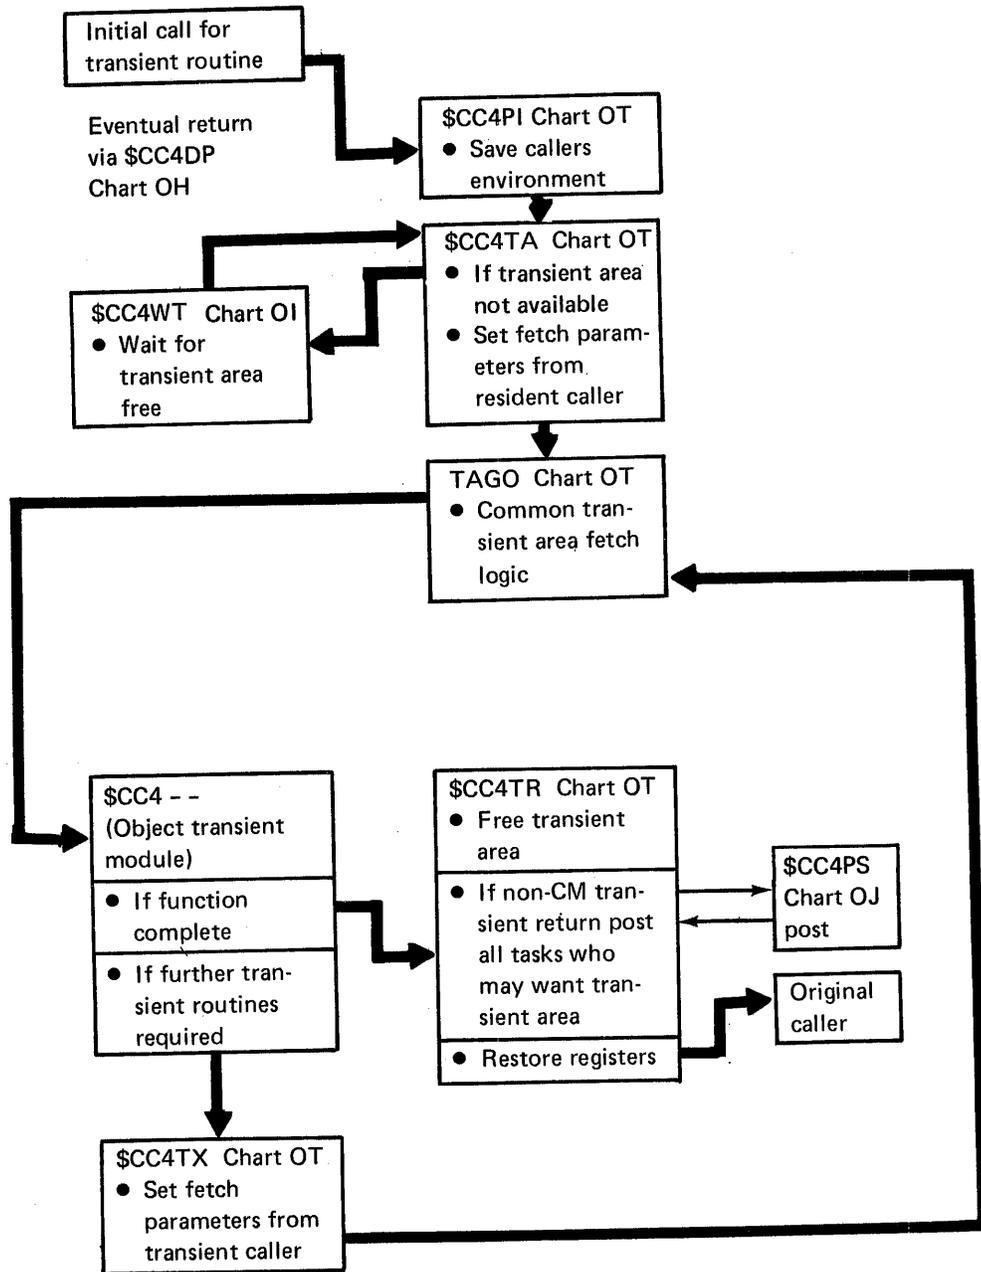 Initial call for
transient routine
Eventual return
via $CC4DP
Chart OH
$CC4PI Chart OT
● Save callers
environment
$CC4TA Chart OT
● If transient area
not available
● Set fetch param-
eters from
resident caller
$CC4WT Chart OI
● Wait for
transient area
free
TAGO Chart OT
● Common tran-
sient area fetch
logic
$CC4 – –
(Object transient
module)
● If function
complete
● If further tran-
sient routines
required
$CC4TR Chart OT
● Free transient
area
● If non-CM tran-
sient return post
all tasks who
may want tran-
sient area
● Restore registers
$CC4PS
Chart OJ
post
Original
caller
$CC4TX Chart OT
● Set fetch
parameters from
transient caller